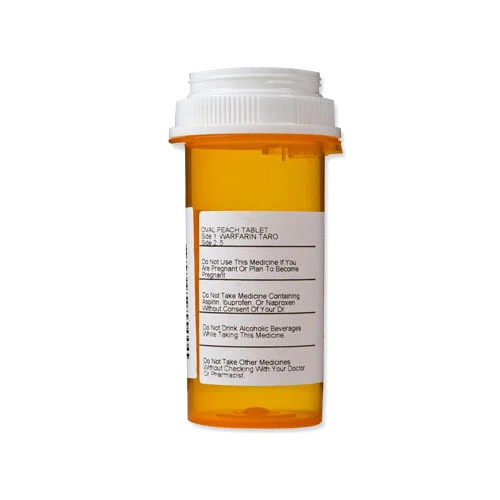 OVAL PEACH TABLET
Side 1: WARFARIN TARO
Side 2: 5
Do Not Use This Medicine If You
Are Pregnant Or Plan To Become
Pregnant
Do Not Take Medicine Containing
Aspirin, Ibuprofen, Or Naproxen
Without Consent Of Your Dr.
Do Not Drink Alcoholic Beverages
While Taking This Medicine.
Do Not Take Other Medicines
Without Checking With Your Doctor
Or Pharmacist.